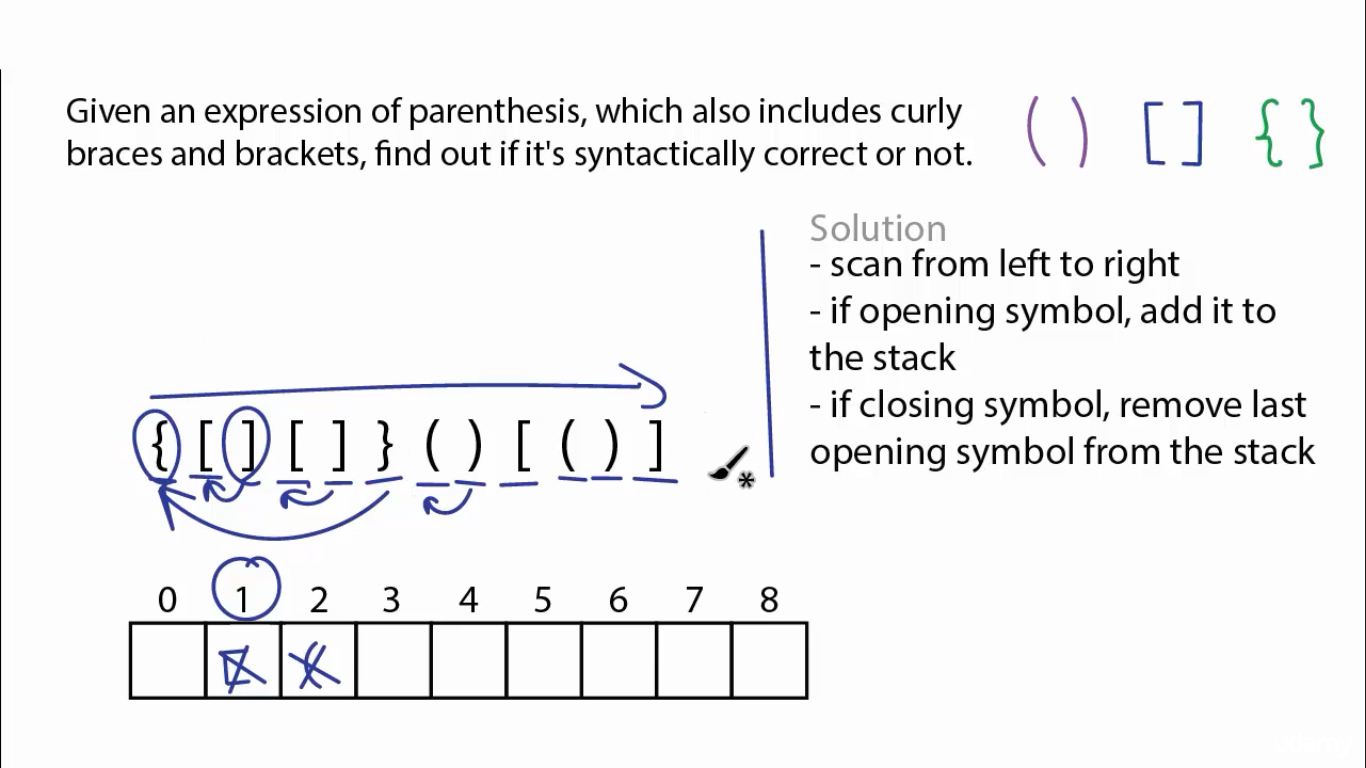 Given an expression of parenthesis, which also includes curly
braces and brackets, find out if it's syntactically correct or not.
( ) [ ] { }
Solution
- scan from left to right
- if opening symbol, add it to
the stack
- if closing symbol, remove last
opening symbol from the stack
{ [ ] [ ] } ( ) [ ( ) ]
0 1 2 3 4 5 6 7 8